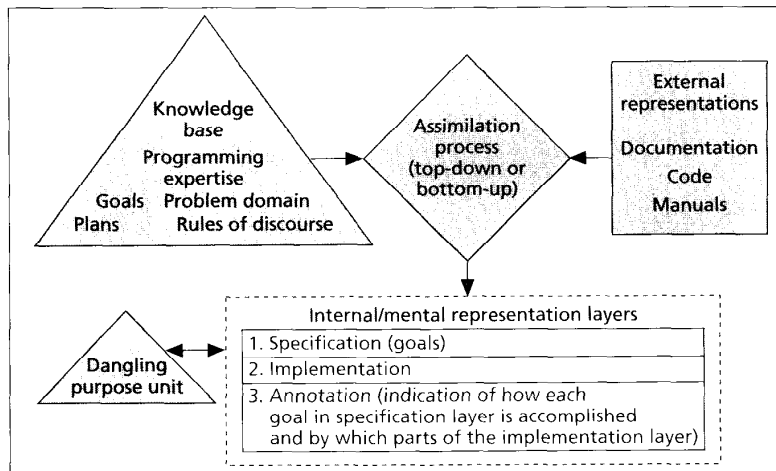 Knowledge
base
Programming
expertise
Goals Problem domain
Plans Rules of discourse
Assimilation
process
(top-down or
bottom-up)
External
representations
Documentation
Code
Manuals
Internal/mental representation layers
1. Specification (goals)
2. Implementation
3. Annotation (indication of how each
goal in specification layer is accomplished
and by which parts of the implementation layer)
Dangling
purpose unit